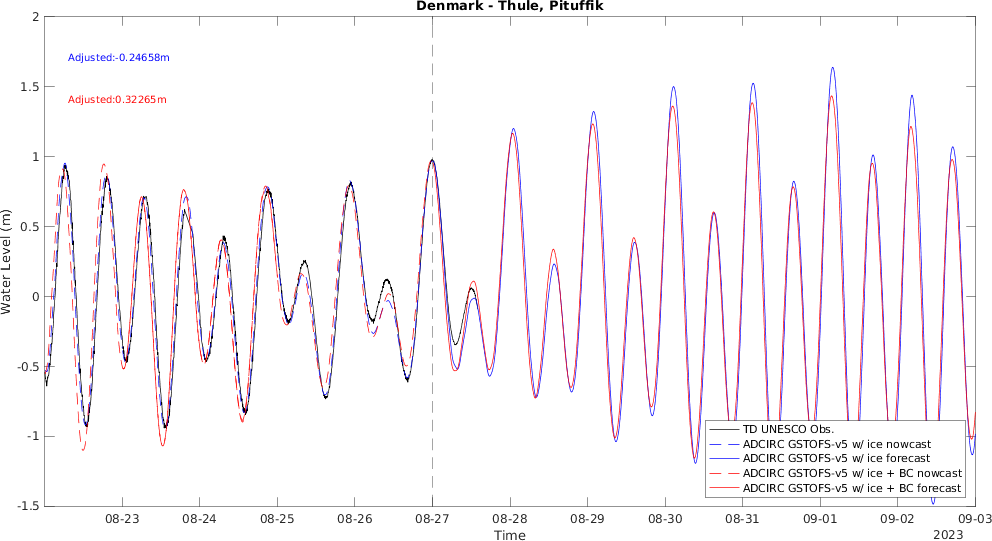 Denmark - Thule, Pituffik
Adjusted:-0.24658m
Adjusted:0.32265m
Water Level (m)
2
1.5
1
0.5
0
-0.5
-1
-1.5
08-23
08-24
08-25
08-26
08-27
08-28
08-29
08-30
08-31
09-01
09-02
09-03
Time
2023
TD UNESCO Obs.
ADCIRC GSTOFS-v5 w/ ice nowcast
ADCIRC GSTOFS-v5 w/ ice forecast
ADCIRC GSTOFS-v5 w/ ice + BC nowcast
ADCIRC GSTOFS-v5 w/ ice + BC forecast